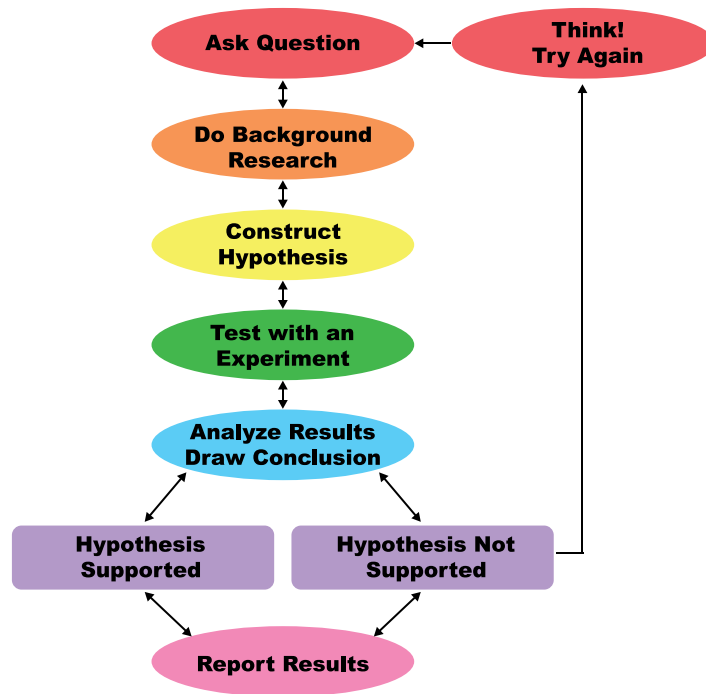 Ask Question
Think!
Try Again
Do Background
Research
Construct
Hypothesis
Test with an
Experiment
Analyze Results
Draw Conclusion
Hypothesis
Supported
Hypothesis Not
Supported
Report Results